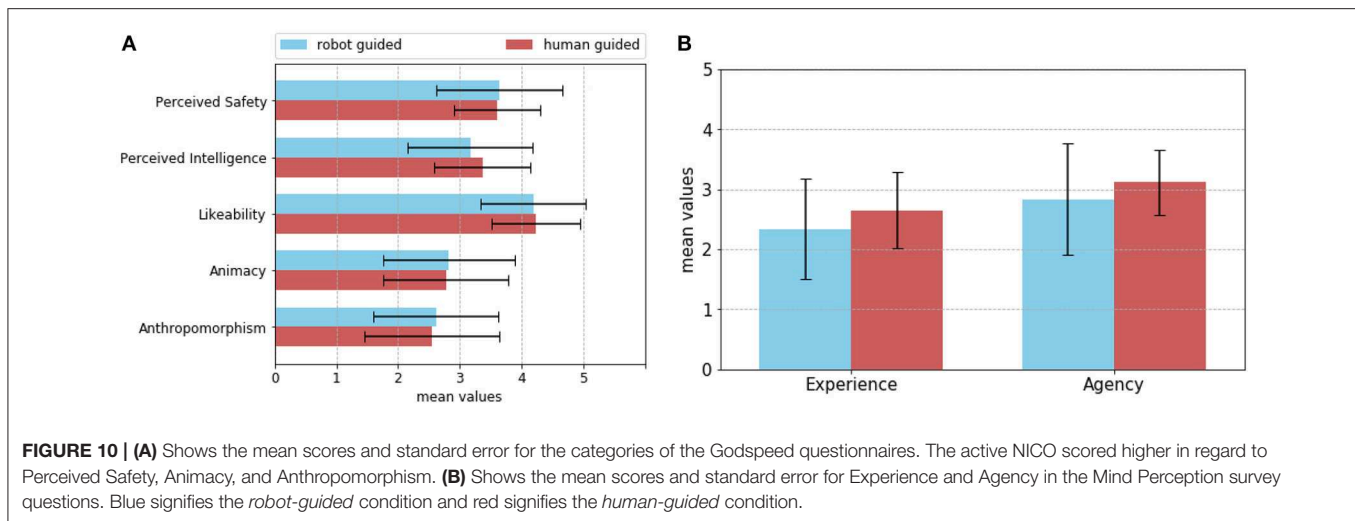 A
robot guided
human guided
Perceived Safety
Perceived Intelligence
Likeability
Animacy
Anthropomorphism
0 1 2 3 4 5
mean values
B
5
4
3
2
1
0
mean values
Experience Agency
FIGURE 10 | (A) Shows the mean scores and standard error for the categories of the Godspeed questionnaires. The active NICO scored higher in regard to
Perceived Safety, Animacy, and Anthropomorphism. (B) Shows the mean scores and standard error for Experience and Agency in the Mind Perception survey
questions. Blue signifies the robot-guided condition and red signifies the human-guided condition.